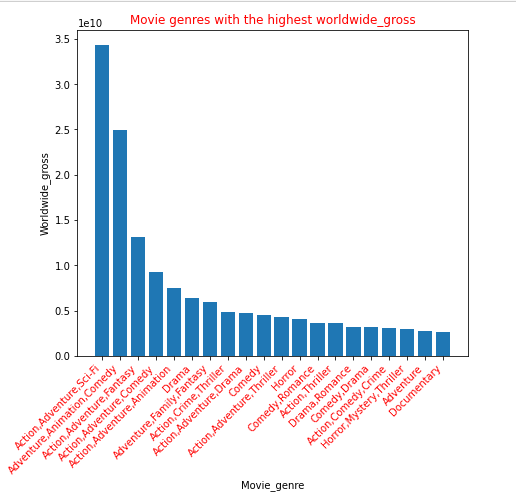 Movie genres with the highest worldwide_gross
1e10
3.5
3.0
2.5
2.0
1.5
1.0
0.5
0.0
Worldwide_gross
Action,Adventure,Sci-Fi
Adventure,Animation,Comedy
Action,Adventure,Fantasy
Action,Adventure,Comedy
Action,Adventure,Animation
Drama
Adventure,Family,Fantasy
Action,Crime,Thriller
Action,Adventure,Drama
Comedy
Action,Adventure,Thriller
Horror
Comedy,Romance
Action,Thriller
Drama,Romance
Comedy,Drama
Action,Comedy,Crime
Horror,Mystery,Thriller
Adventure
Documentary
Movie_genre